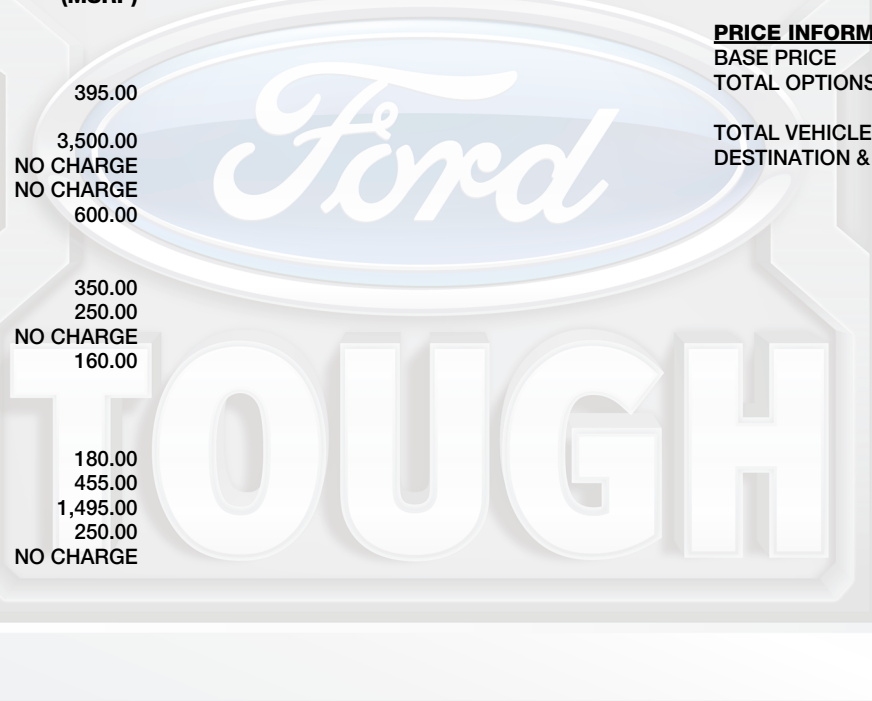 (MSRP)
395.00
3,500.00
NO CHARGE
NO CHARGE
600.00
350.00
250.00
NO CHARGE
160.00
180.00
455.00
1,495.00
250.00
NO CHARGE
PRICE INFORM
BASE PRICE
TOTAL OPTIONS
TOTAL VEHICLE
DESTINATION &
Ford
TOUGH